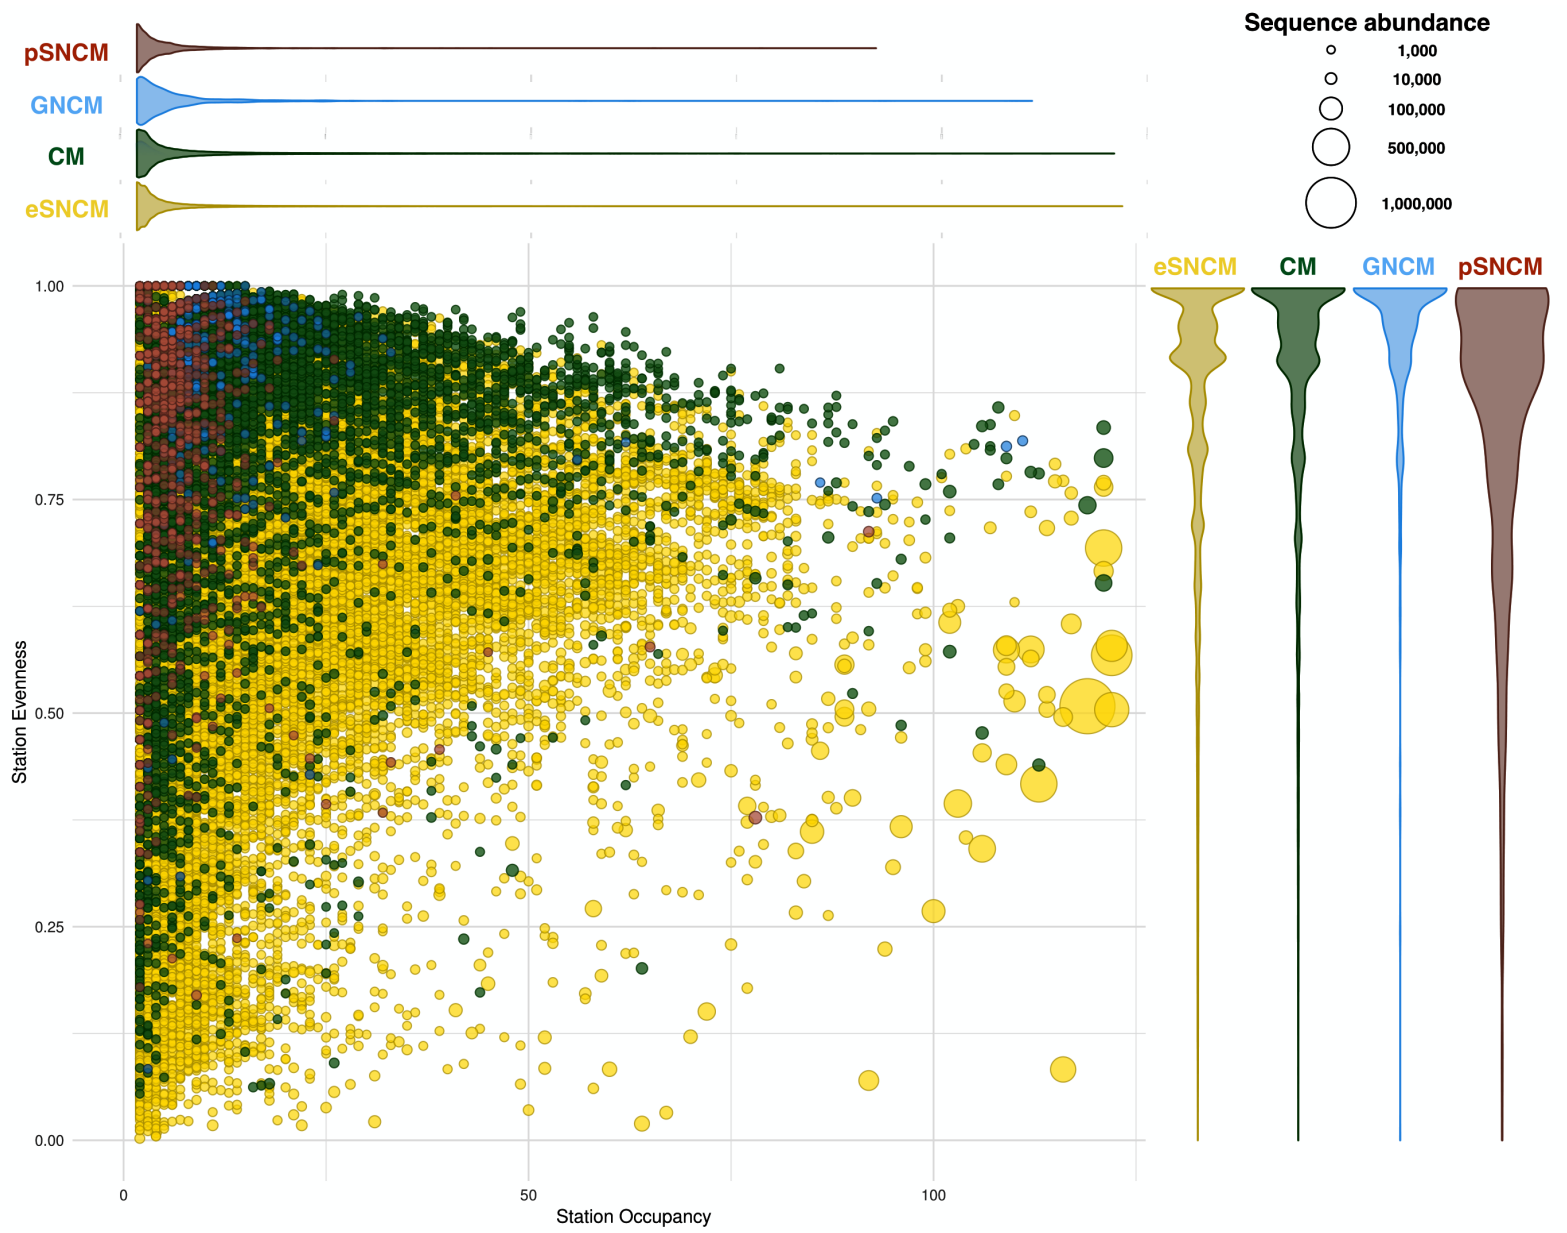 Sequence abundance
pSNCM
1,000
10,000
GNCM
100,000
CM
500,000
eSNCM
1,000,000
eSNCM CM GNCM pSNCM
1.00
0.75
0.50
0.25
0.00
Station Evenness
0 50 100
Station Occupancy